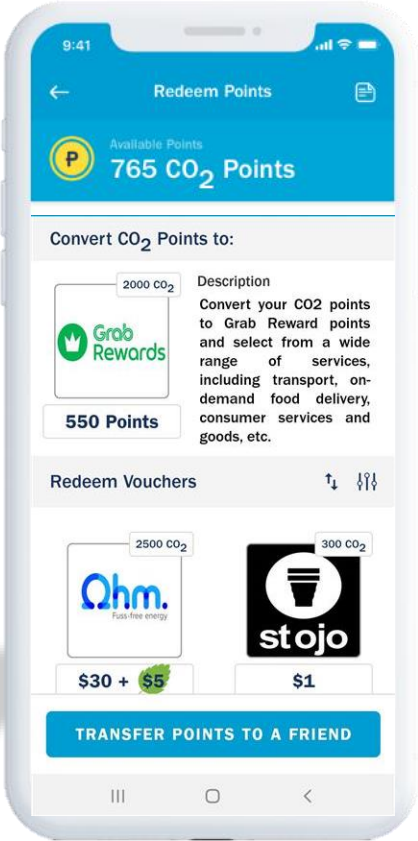 9:41
Redeem Points
Available Points
₽
765 CO2 Points
Convert CO2 Points to:
2000 CO2
Description
Grab
Rewards
Convert your CO2 points
to Grab Reward points
and select from a wide
range of services,
including transport, on-
demand food delivery,
consumer services and
goods, etc.
550 Points
Redeem Vouchers
2500 CO2
300 CO2
Ohm.
Fuss-free energy
stojo
$30 + $5
$1
TRANSFER POINTS TO A FRIEND